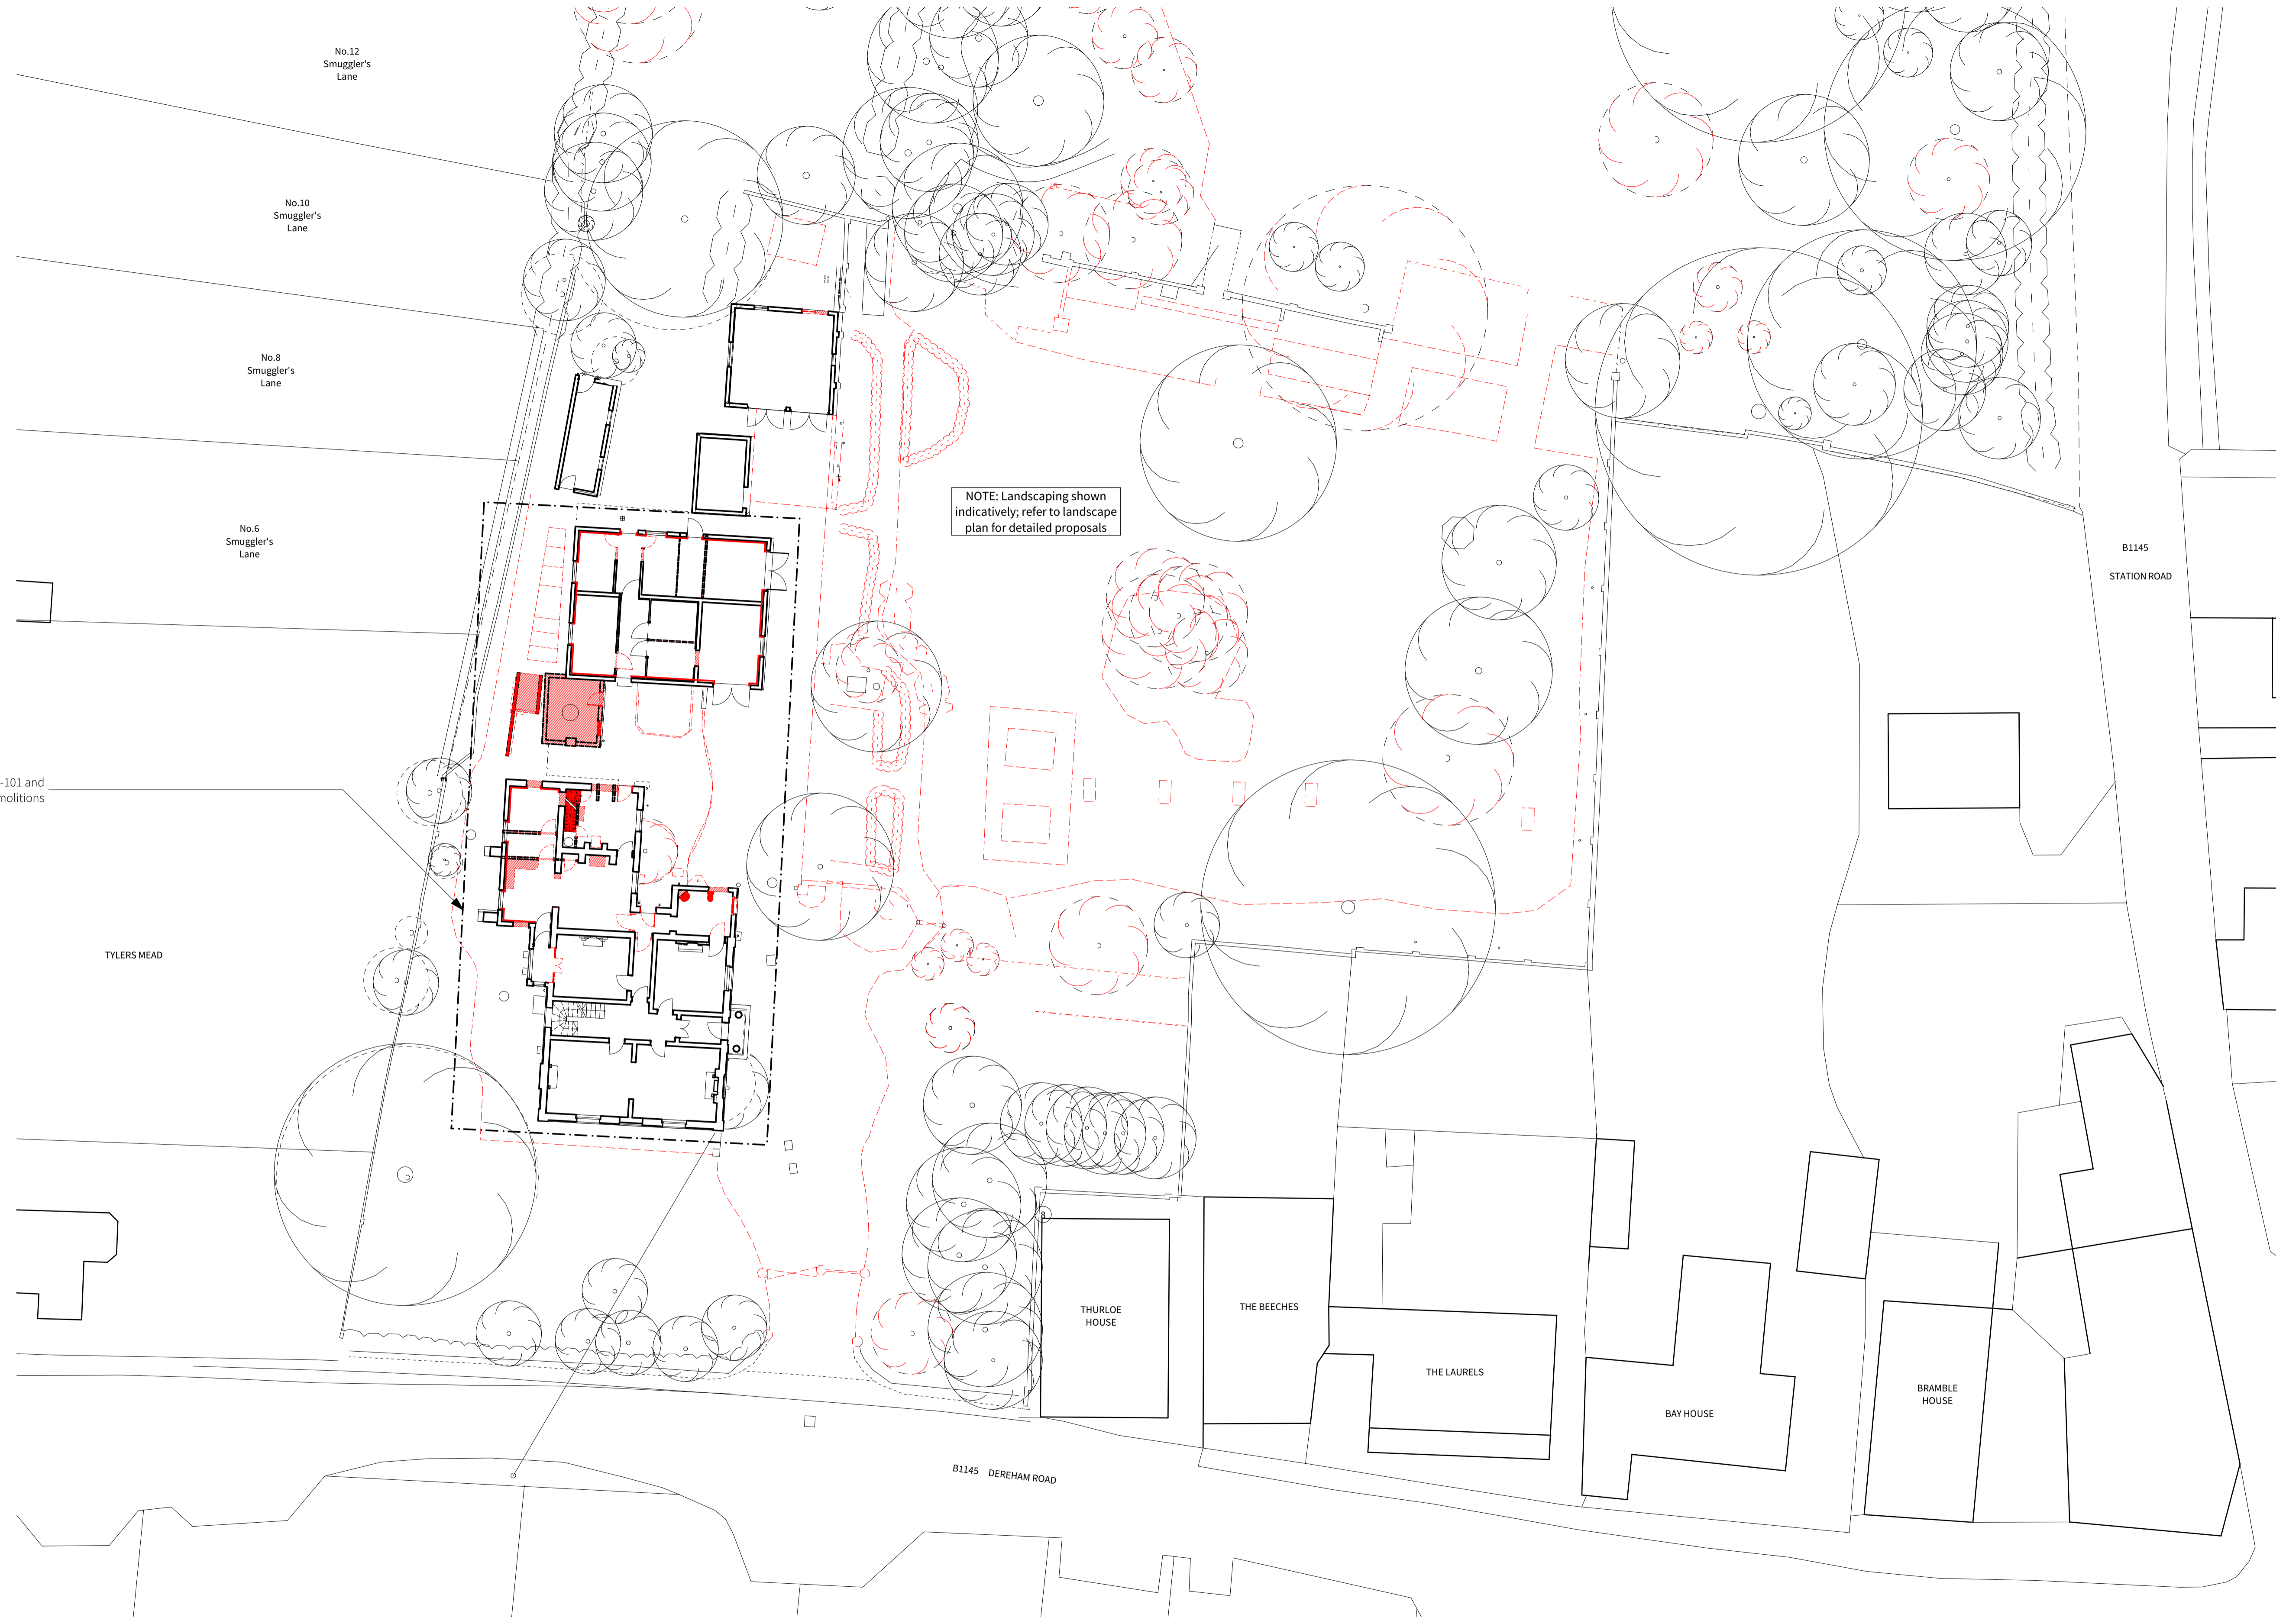 No.12
Smuggler's
Lane
No.10
Smuggler's
Lane
No.8
Smuggler's
Lane
No.6
Smuggler's
Lane
NOTE: Landscaping shown
indicatively; refer to landscape
plan for detailed proposals
B1145
STATION ROAD
-101 and
molitions
TYLERS MEAD
THURLOE
HOUSE
THE BEECHES
THE LAURELS
BAY HOUSE
BRAMBLE
HOUSE
B1145 DEREHAM ROAD